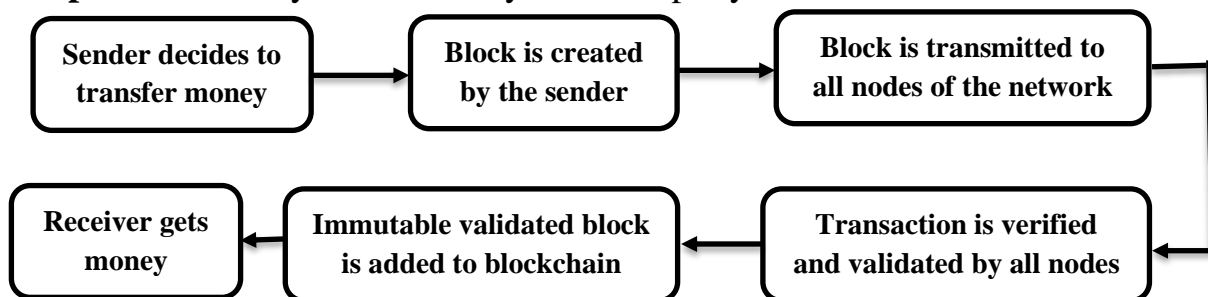 Sender decides to
transfer money
Block is created
by the sender
Block is transmitted to
all nodes of the network
Transaction is verified
and validated by all nodes
Immutable validated block
is added to blockchain
Receiver gets
money